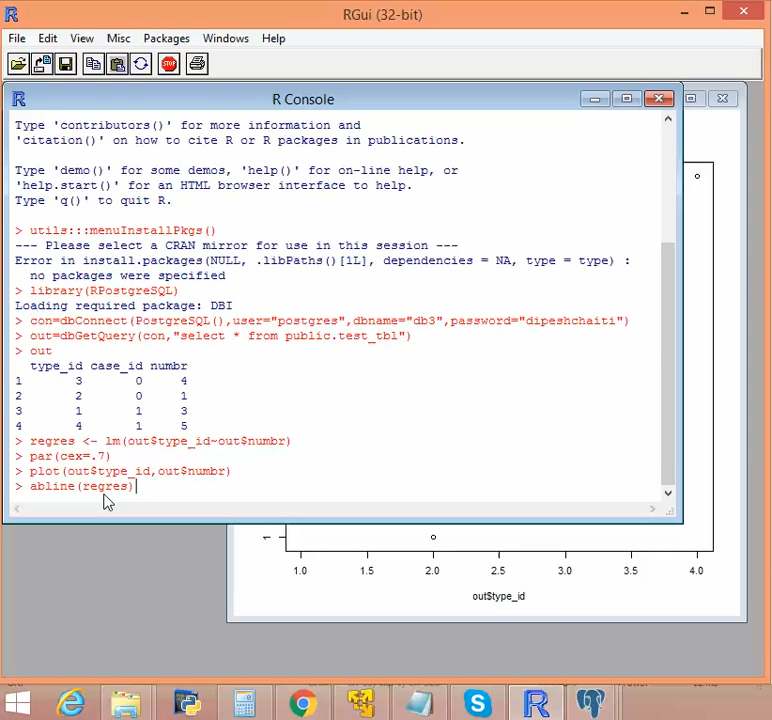 RGui (32-bit)
File Edit View Misc Packages Windows Help
STOP
R Console
Type 'contributors()' for more information and
'citation()' on how to cite R or R packages in publications.
Type 'demo()' for some demos, 'help()' for on-line help, or
'help.start()' for an HTML browser interface to help.
Type 'q()' to quit R.
> utils:::menuInstallPkgs()
--- Please select a CRAN mirror for use in this session ---
Error in install.packages(NULL, .libPaths()[1L], dependencies = NA, type = type) :
no packages were specified
> library(RPostgreSQL)
Loading required package: DBI
> con=dbConnect(PostgreSQL(),user="postgres",dbname="db3",password="dipeshchaiti")
> out=dbGetQuery(con,"select * from public.test_tbl")
> out
type_id case_id numbr
1 3 0 4
2 2 0 1
3 1 1 3
4 4 1 5
> regres <- lm(out$type_id~out$numbr)
> par(cex=.7)
> plot(out$type_id,out$numbr)
> abline(regres)
1
1.0 1.5 2.0 2.5 3.0 3.5 4.0
out$type_id